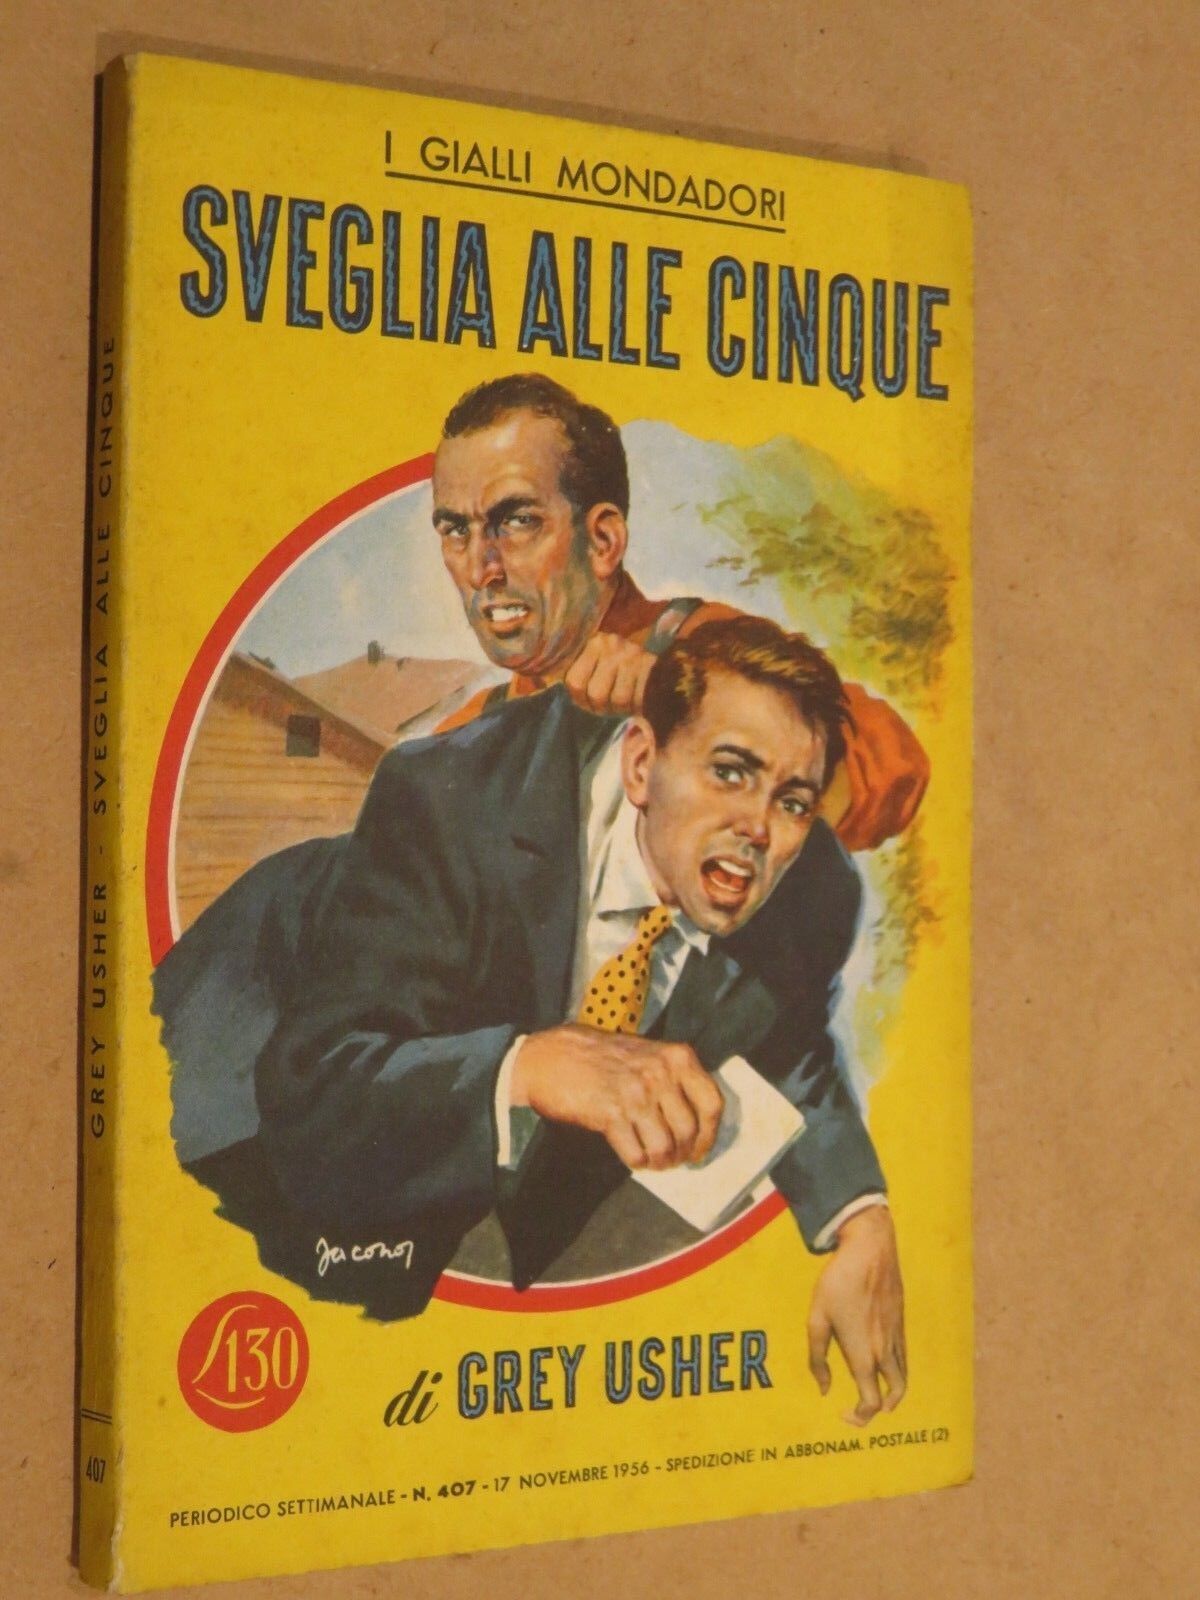 I GIALLI MONDADORI
SVEGLIA ALLE CINQUE
Jacono
L130
di GREY USHER
PERIODICO SETTIMANALE - N. 407 - 17 NOVEMBRE 1956 - SPEDIZIONE IN ABBONAM. POSTALE (2)
GREY USHER - SVEGLIA ALLE CINQUE
407